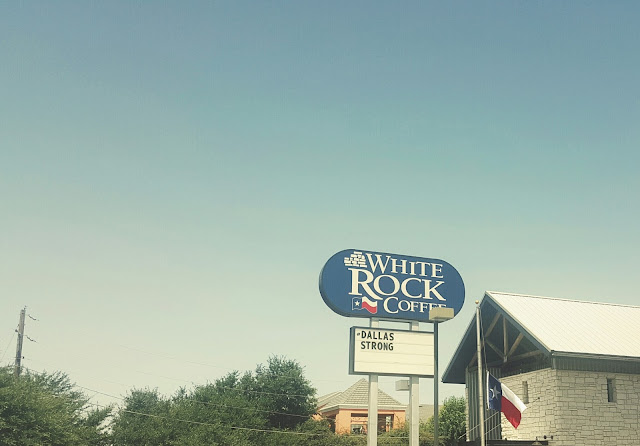 WHITE
ROCK
COFFEE
#DALLAS
STRONG